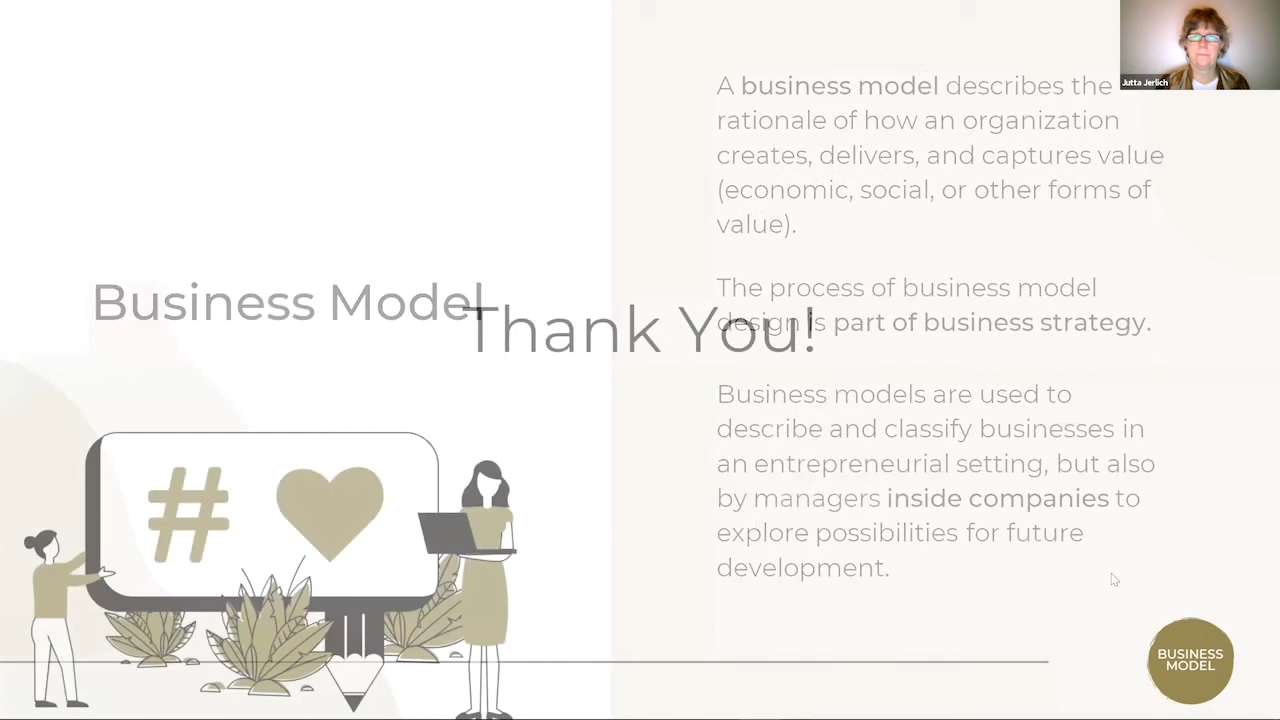 Jutta Jerlich
A business model describes the
rationale of how an organization
creates, delivers, and captures value
(economic, social, or other forms of
value).
The process of business model
design is part of business strategy.
Business Model
Thank You!
Business models are used to
describe and classify businesses in
an entrepreneurial setting, but also
by managers inside companies to
explore possibilities for future
development.
#
BUSINESS
MODEL